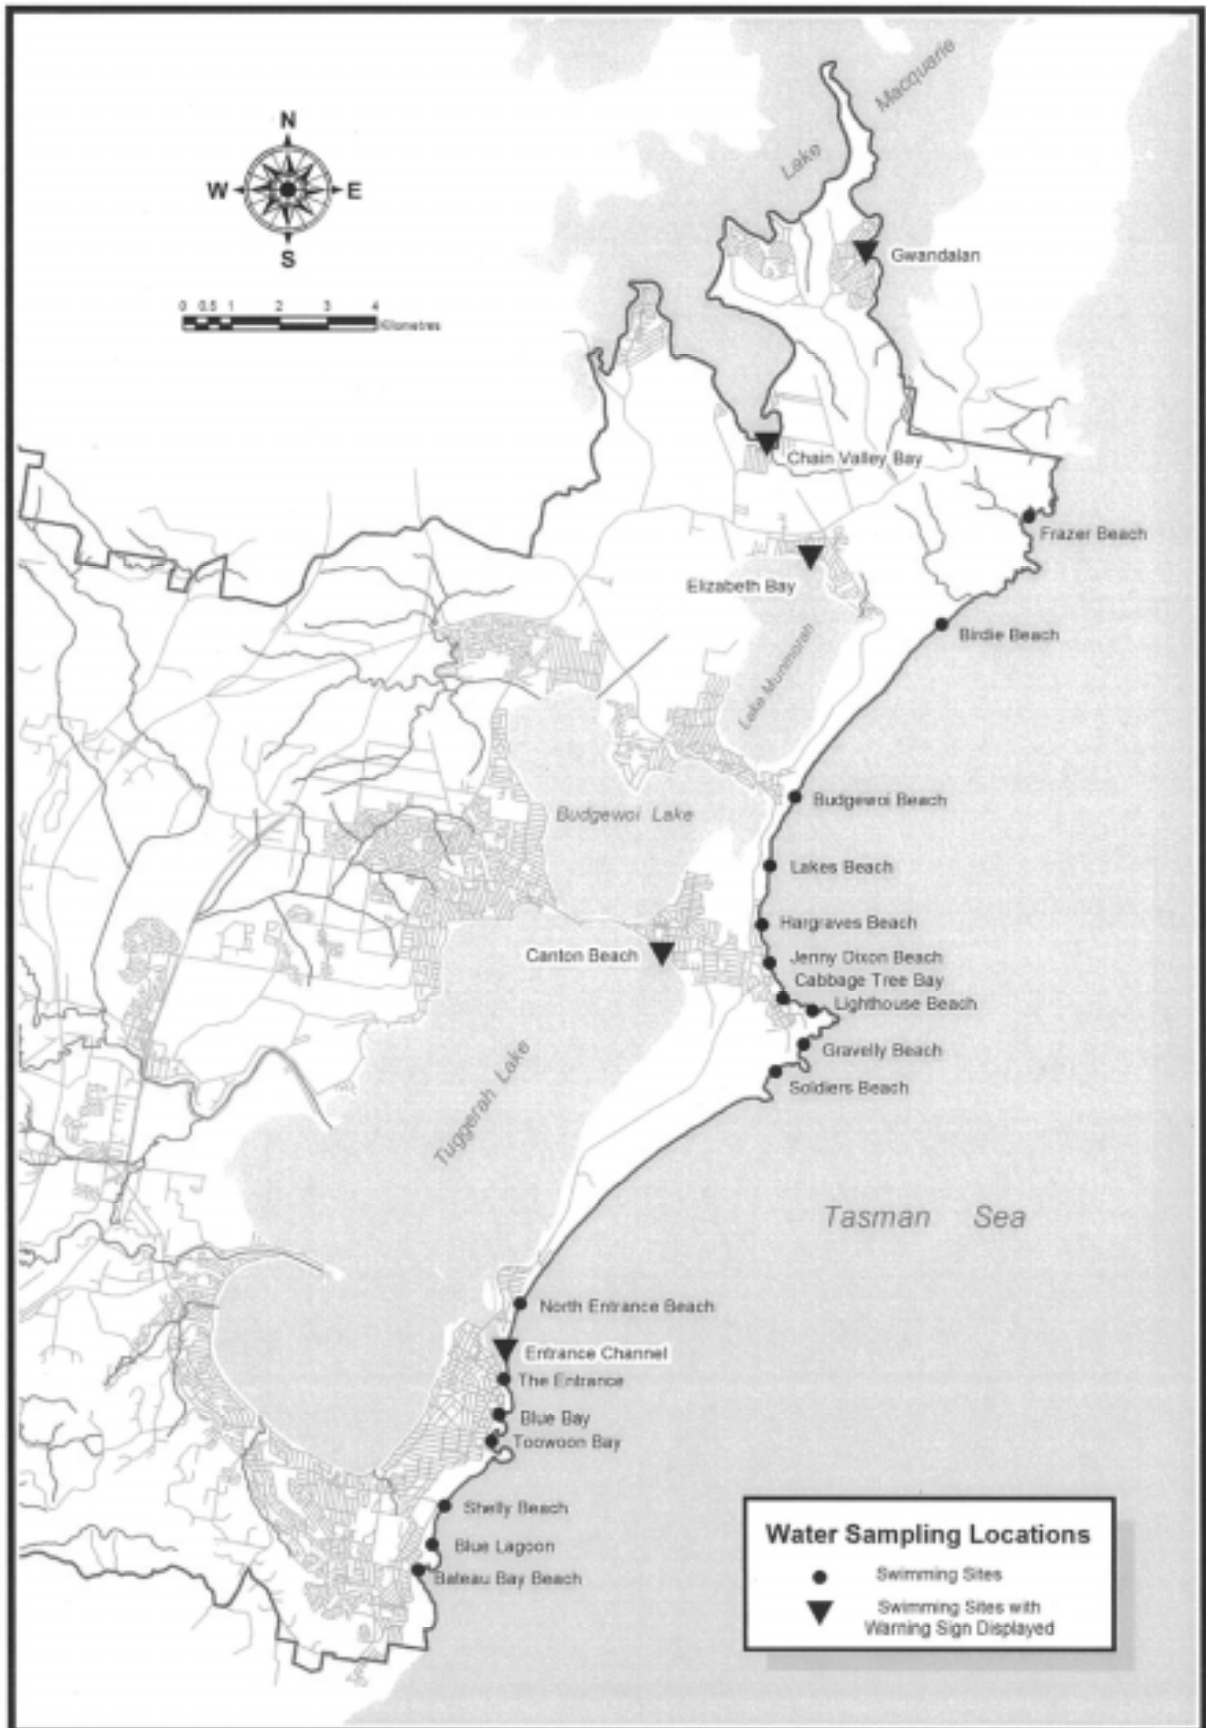 N
W
E
S
0 0.5 1 2 3 4
Kilometres
Lake Macquarie
Gwandalan
Chain Valley Bay
Frazer Beach
Elizabeth Bay
Birdie Beach
Lake Munmorah
Budgewoi Beach
Budgewoi Lake
Lakes Beach
Hargraves Beach
Canton Beach
Jenny Dixon Beach
Cabbage Tree Bay
Lighthouse Beach
Gravelly Beach
Soldiers Beach
Tuggerah Lake
Tasman Sea
North Entrance Beach
Entrance Channel
The Entrance
Blue Bay
Toowoon Bay
Shelly Beach
Blue Lagoon
Bateau Bay Beach
Water Sampling Locations
Swimming Sites
Swimming Sites with
Warning Sign Displayed